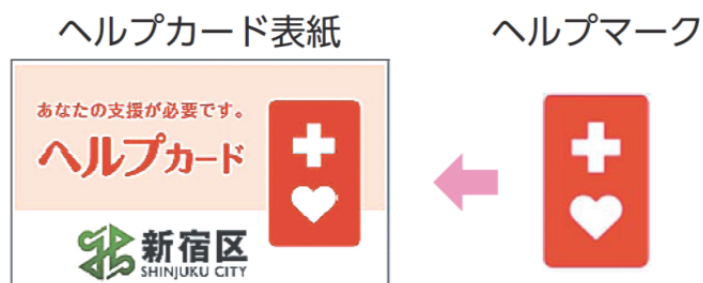 ヘルプカード表紙
ヘルプマーク
あなたの支援が必要です。
ヘルプカード
新宿区
SHINJUKU CITY